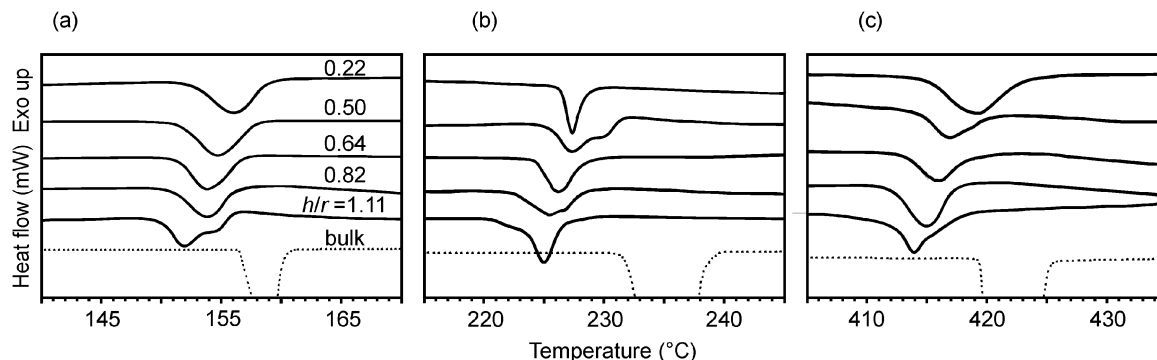 (a)
(b)
(c)
Heat flow (mW) Exo up
0.22
0.50
0.64
0.82
h/r =1.11
bulk
145
155
165
220
230
240
410
420
430
Temperature (°C)